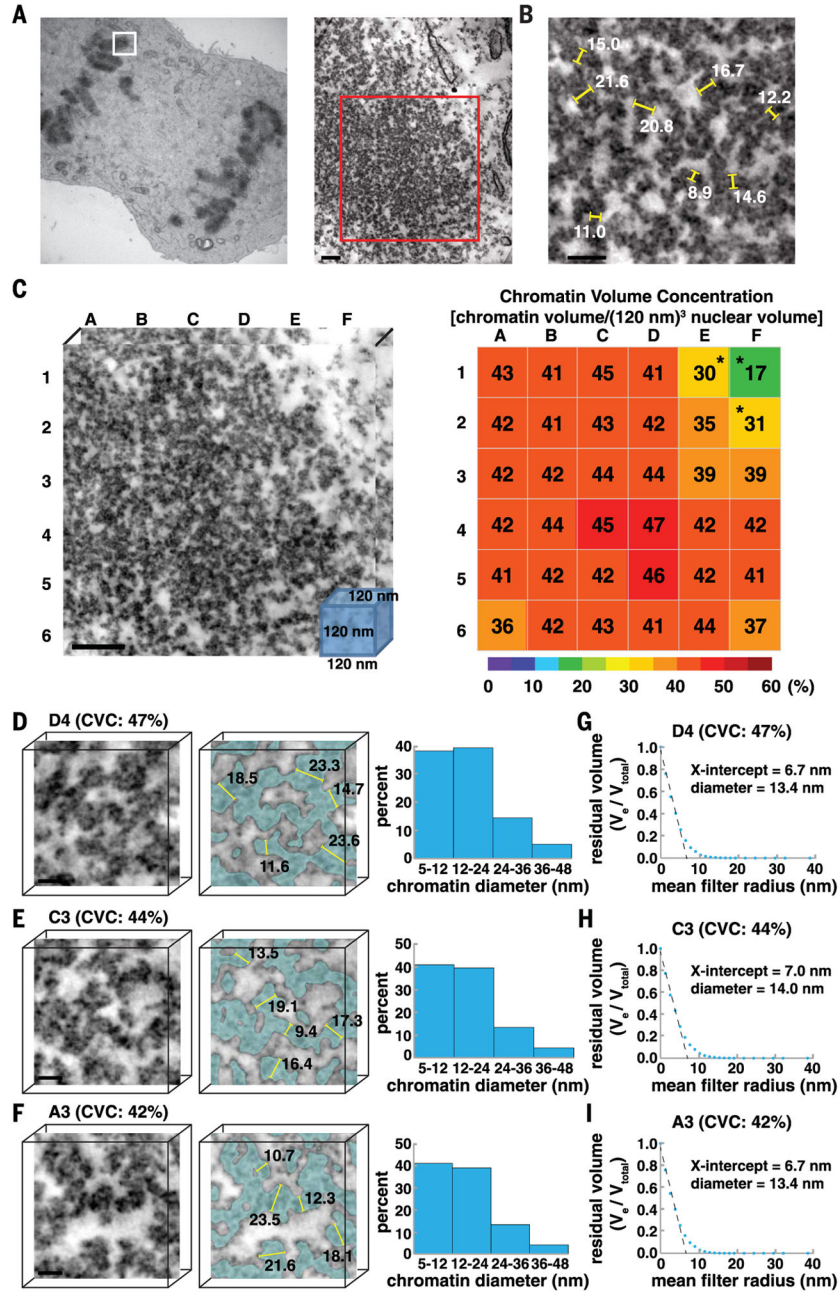 A
B
15.0
21.6
16.7
12.2
20.8
8.9
14.6
11.0
C
A B C D E F
1
2
3
4
5
6
120 nm
120 nm
120 nm
Chromatin Volume Concentration
[chromatin volume/(120 nm)³ nuclear volume]
A B C D E F
1 43 41 45 41 30* *17
2 42 41 43 42 35 *31
3 42 42 44 44 39 39
4 42 44 45 47 42 42
5 41 42 42 46 42 41
6 36 42 43 41 44 37
0 10 20 30 40 50 60 (%)
D D4 (CVC: 47%)
18.5
23.3
14.7
11.6
23.6
percent
40
30
20
10
0
5-12 12-24 24-36 36-48
chromatin diameter (nm)
G D4 (CVC: 47%)
residual volume
(Ve / Vtotal)
1.0
0.8
0.6
0.4
0.2
0.0
X-intercept = 6.7 nm
diameter = 13.4 nm
0 10 20 30 40
mean filter radius (nm)
E C3 (CVC: 44%)
13.5
19.1
9.4
17.3
16.4
percent
50
40
30
20
10
0
5-12 12-24 24-36 36-48
chromatin diameter (nm)
H C3 (CVC: 44%)
residual volume
(Ve / Vtotal)
1.0
0.8
0.6
0.4
0.2
0.0
X-intercept = 7.0 nm
diameter = 14.0 nm
0 10 20 30 40
mean filter radius (nm)
F A3 (CVC: 42%)
10.7
12.3
23.5
18.1
21.6
percent
50
40
30
20
10
0
5-12 12-24 24-36 36-48
chromatin diameter (nm)
I A3 (CVC: 42%)
residual volume
(Ve / Vtotal)
1.0
0.8
0.6
0.4
0.2
0.0
X-intercept = 6.7 nm
diameter = 13.4 nm
0 10 20 30 40
mean filter radius (nm)